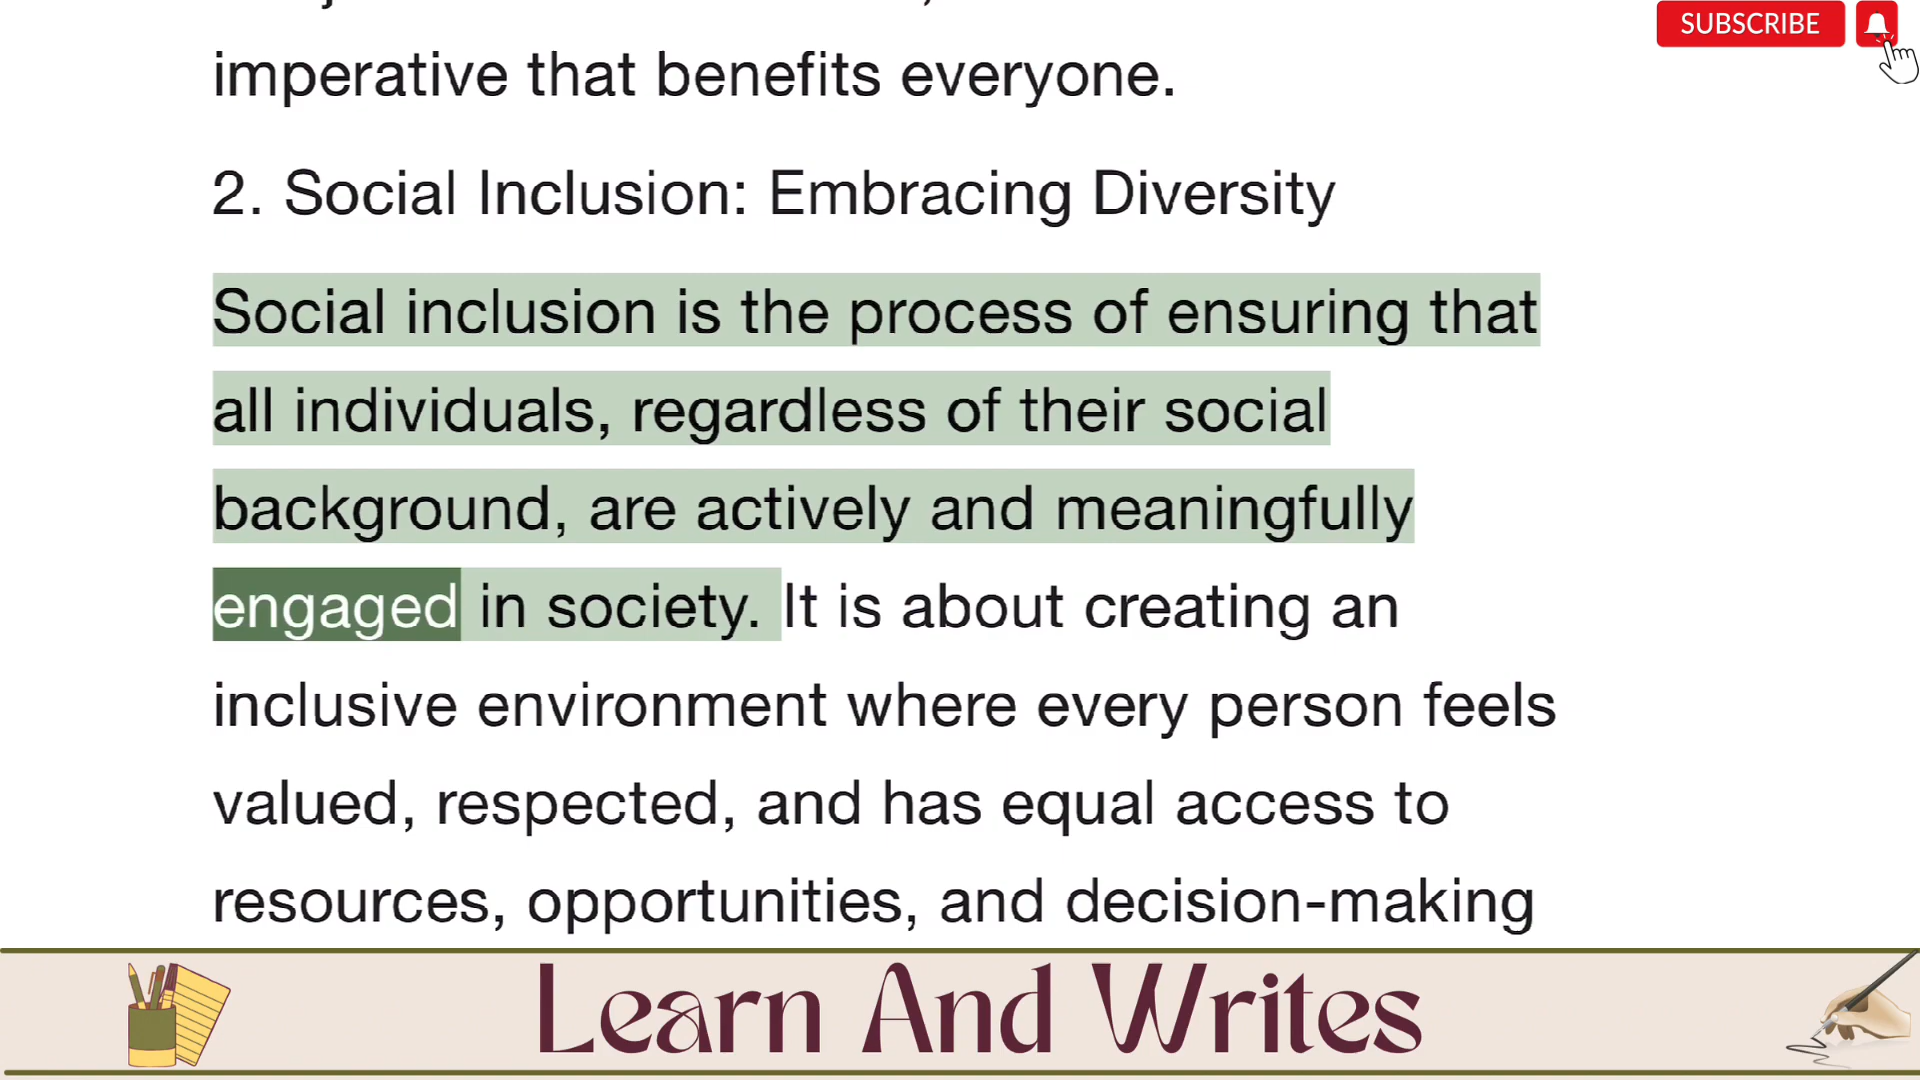 SUBSCRIBE
imperative that benefits everyone.
2. Social Inclusion: Embracing Diversity
Social inclusion is the process of ensuring that
all individuals, regardless of their social
background, are actively and meaningfully
engaged in society. It is about creating an
inclusive environment where every person feels
valued, respected, and has equal access to
resources, opportunities, and decision-making
Learn And Writes